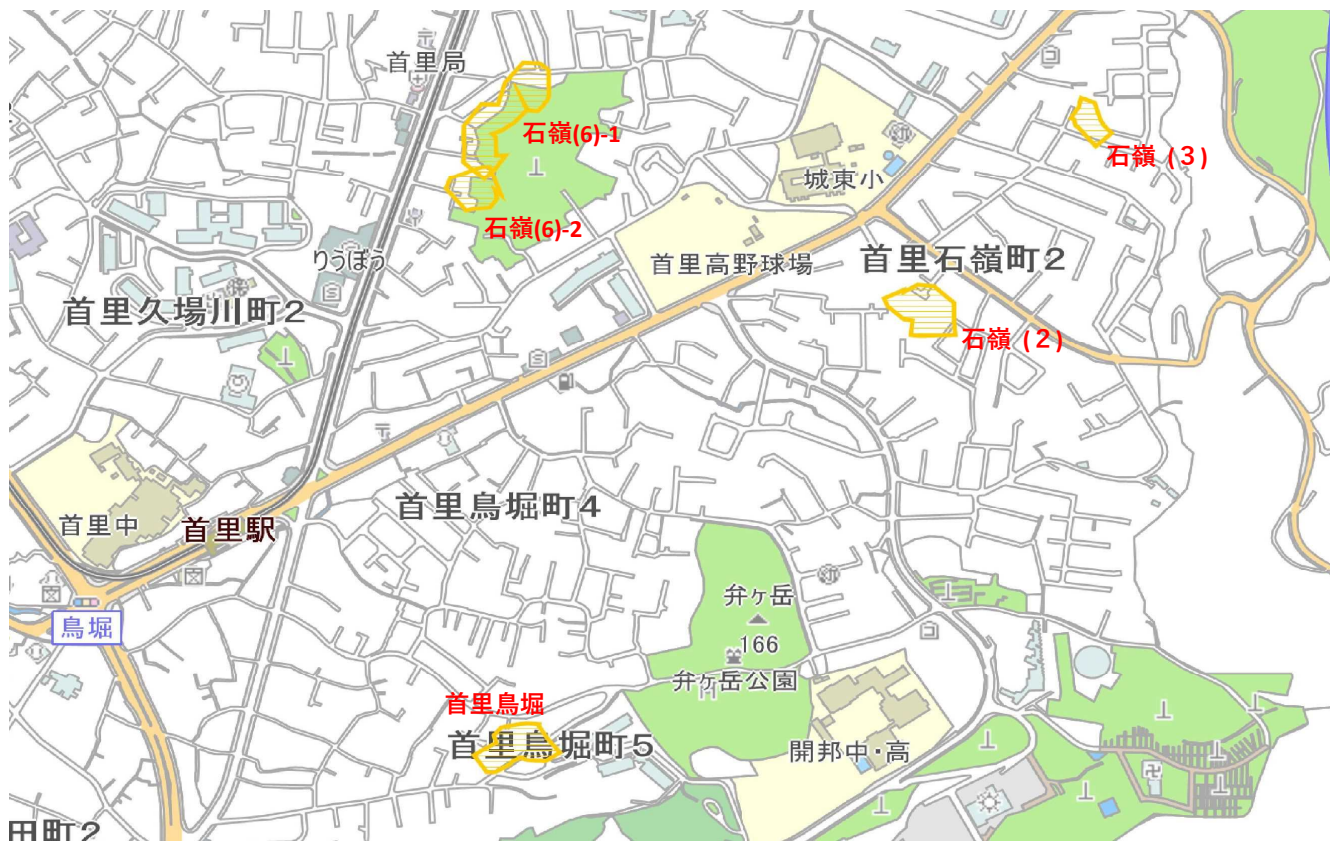 首里局
石嶺(6)-1
石嶺(3)
城東小
石嶺(6)-2
りうぼう
首里高野球場
首里石嶺町2
首里久場川町2
石嶺(2)
首里鳥堀町4
首里中
首里駅
弁ヶ岳
鳥堀
166
弁ヶ岳公園
首里鳥堀
首里鳥堀町5
開邦中・高
田町2